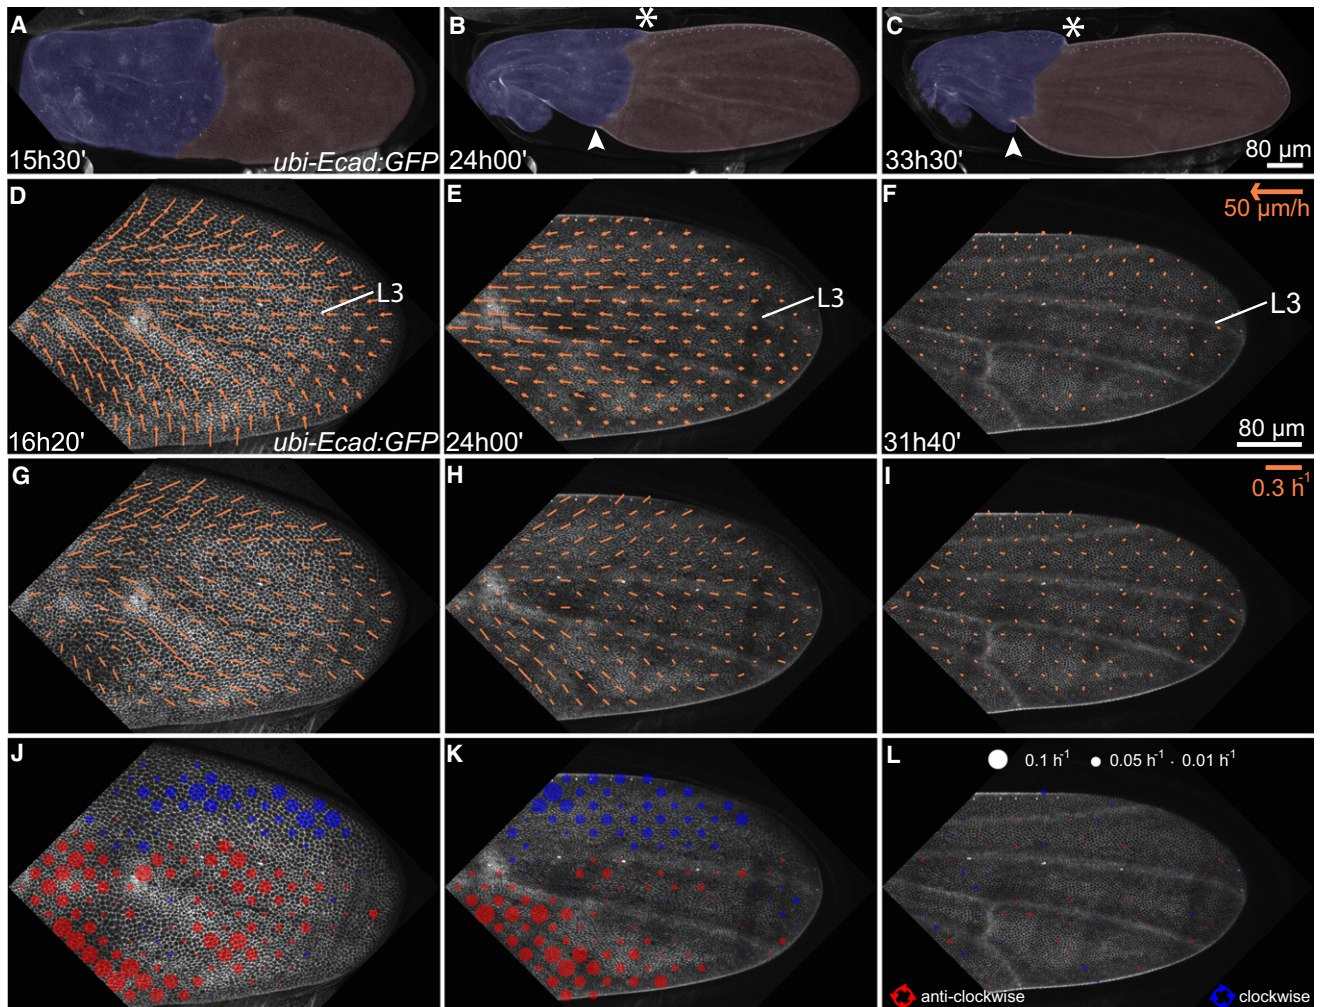 A
B
*
C
*
15h30'
ubi-Ecad:GFP
24h00'
33h30'
80 µm
D
E
F
50 µm/h
L3
L3
L3
16h20'
ubi-Ecad:GFP
24h00'
31h40'
80 µm
G
H
I
0.3 h⁻¹
J
K
L
0.1 h⁻¹ 0.05 h⁻¹ · 0.01 h⁻¹
anti-clockwise
clockwise